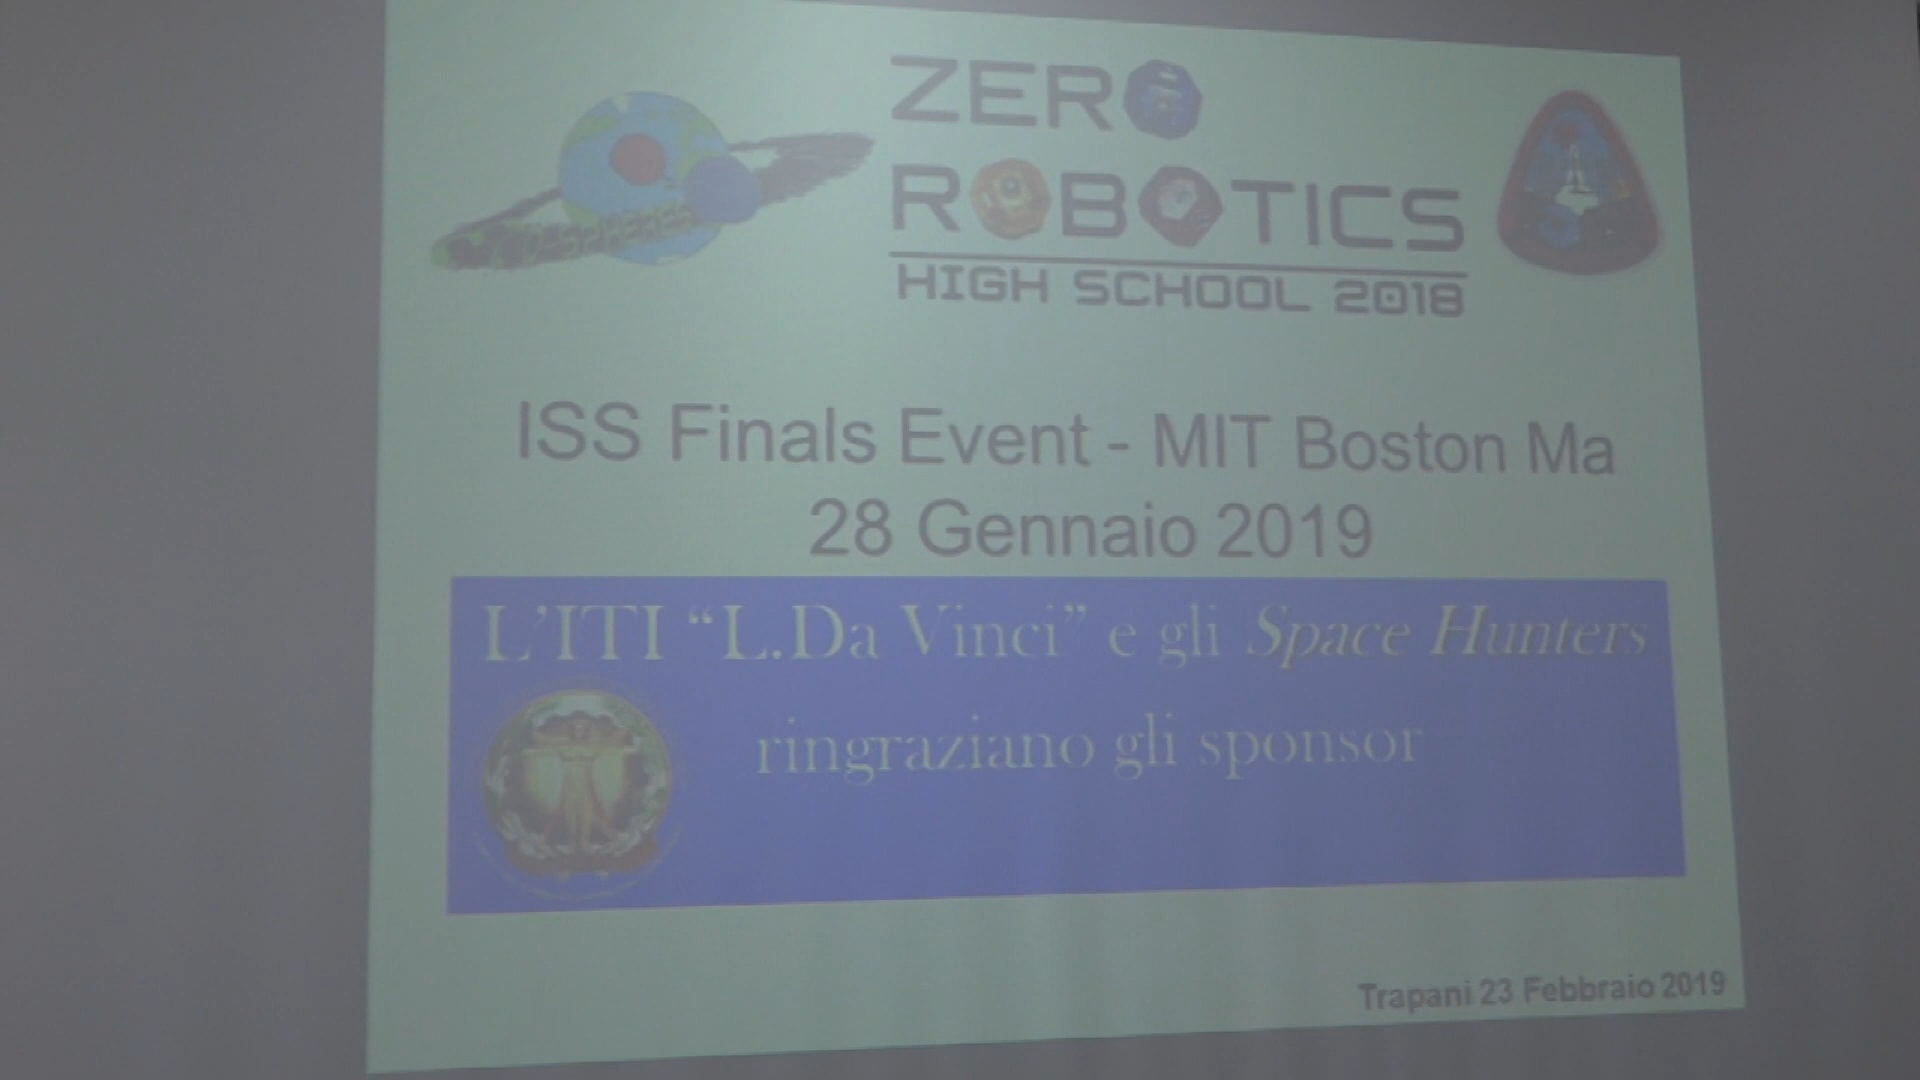 ZERO
ROBOTICS
HIGH SCHOOL 2018
SPHERES
ISS Finals Event - MIT Boston Ma
28 Gennaio 2019
L'ITI “L.Da Vinci” e gli Space Hunters
ringraziano gli sponsor
Trapani 23 Febbraio 2019